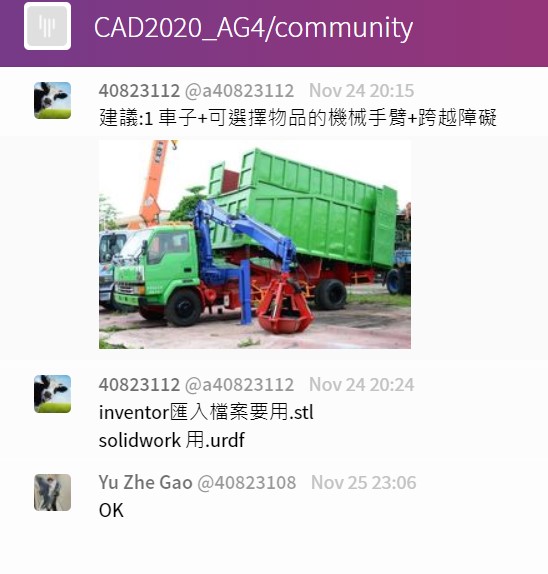 CAD2020_AG4/community
40823112 @a40823112 Nov 24 20:15
建議:1 車子+可選擇物品的機械手臂+跨越障礙
40823112 @a40823112 Nov 24 20:24
inventor匯入檔案要用.stl
solidwork 用.urdf
Yu Zhe Gao @40823108 Nov 25 23:06
OK